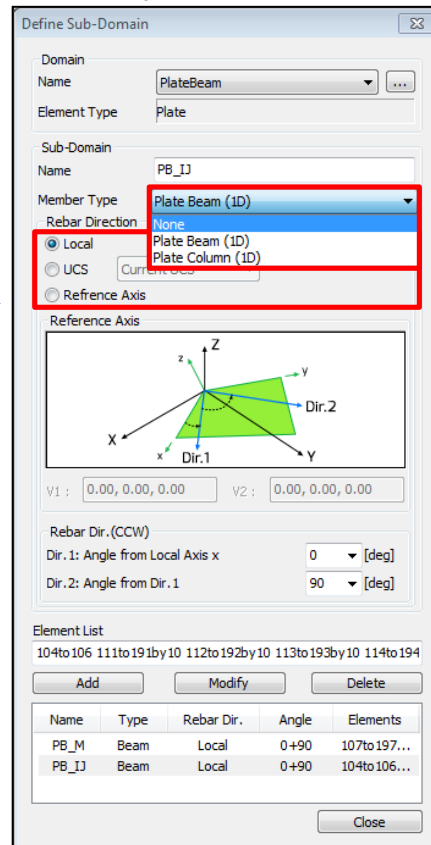 Define Sub-Domain
Domain
Name PlateBeam ...
Element Type Plate
Sub-Domain
Name PB_IJ
Member Type Plate Beam (1D)
Rebar Direction None
Local Plate Beam (1D)
Plate Column (1D)
UCS
Refrence Axis
Reference Axis
Z
z
y
Dir.2
X
x Dir.1 Y
V1 : 0.00, 0.00, 0.00 V2 : 0.00, 0.00, 0.00
Rebar Dir.(CCW)
Dir.1: Angle from Local Axis x 0 [deg]
Dir.2: Angle from Dir.1 90 [deg]
Element List
104to106 111to191by10 112to192by10 113to193by10 114to194
Add Modify Delete
Name Type Rebar Dir. Angle Elements
PB_M Beam Local 0+90 107to197...
PB_IJ Beam Local 0+90 104to106...
Close